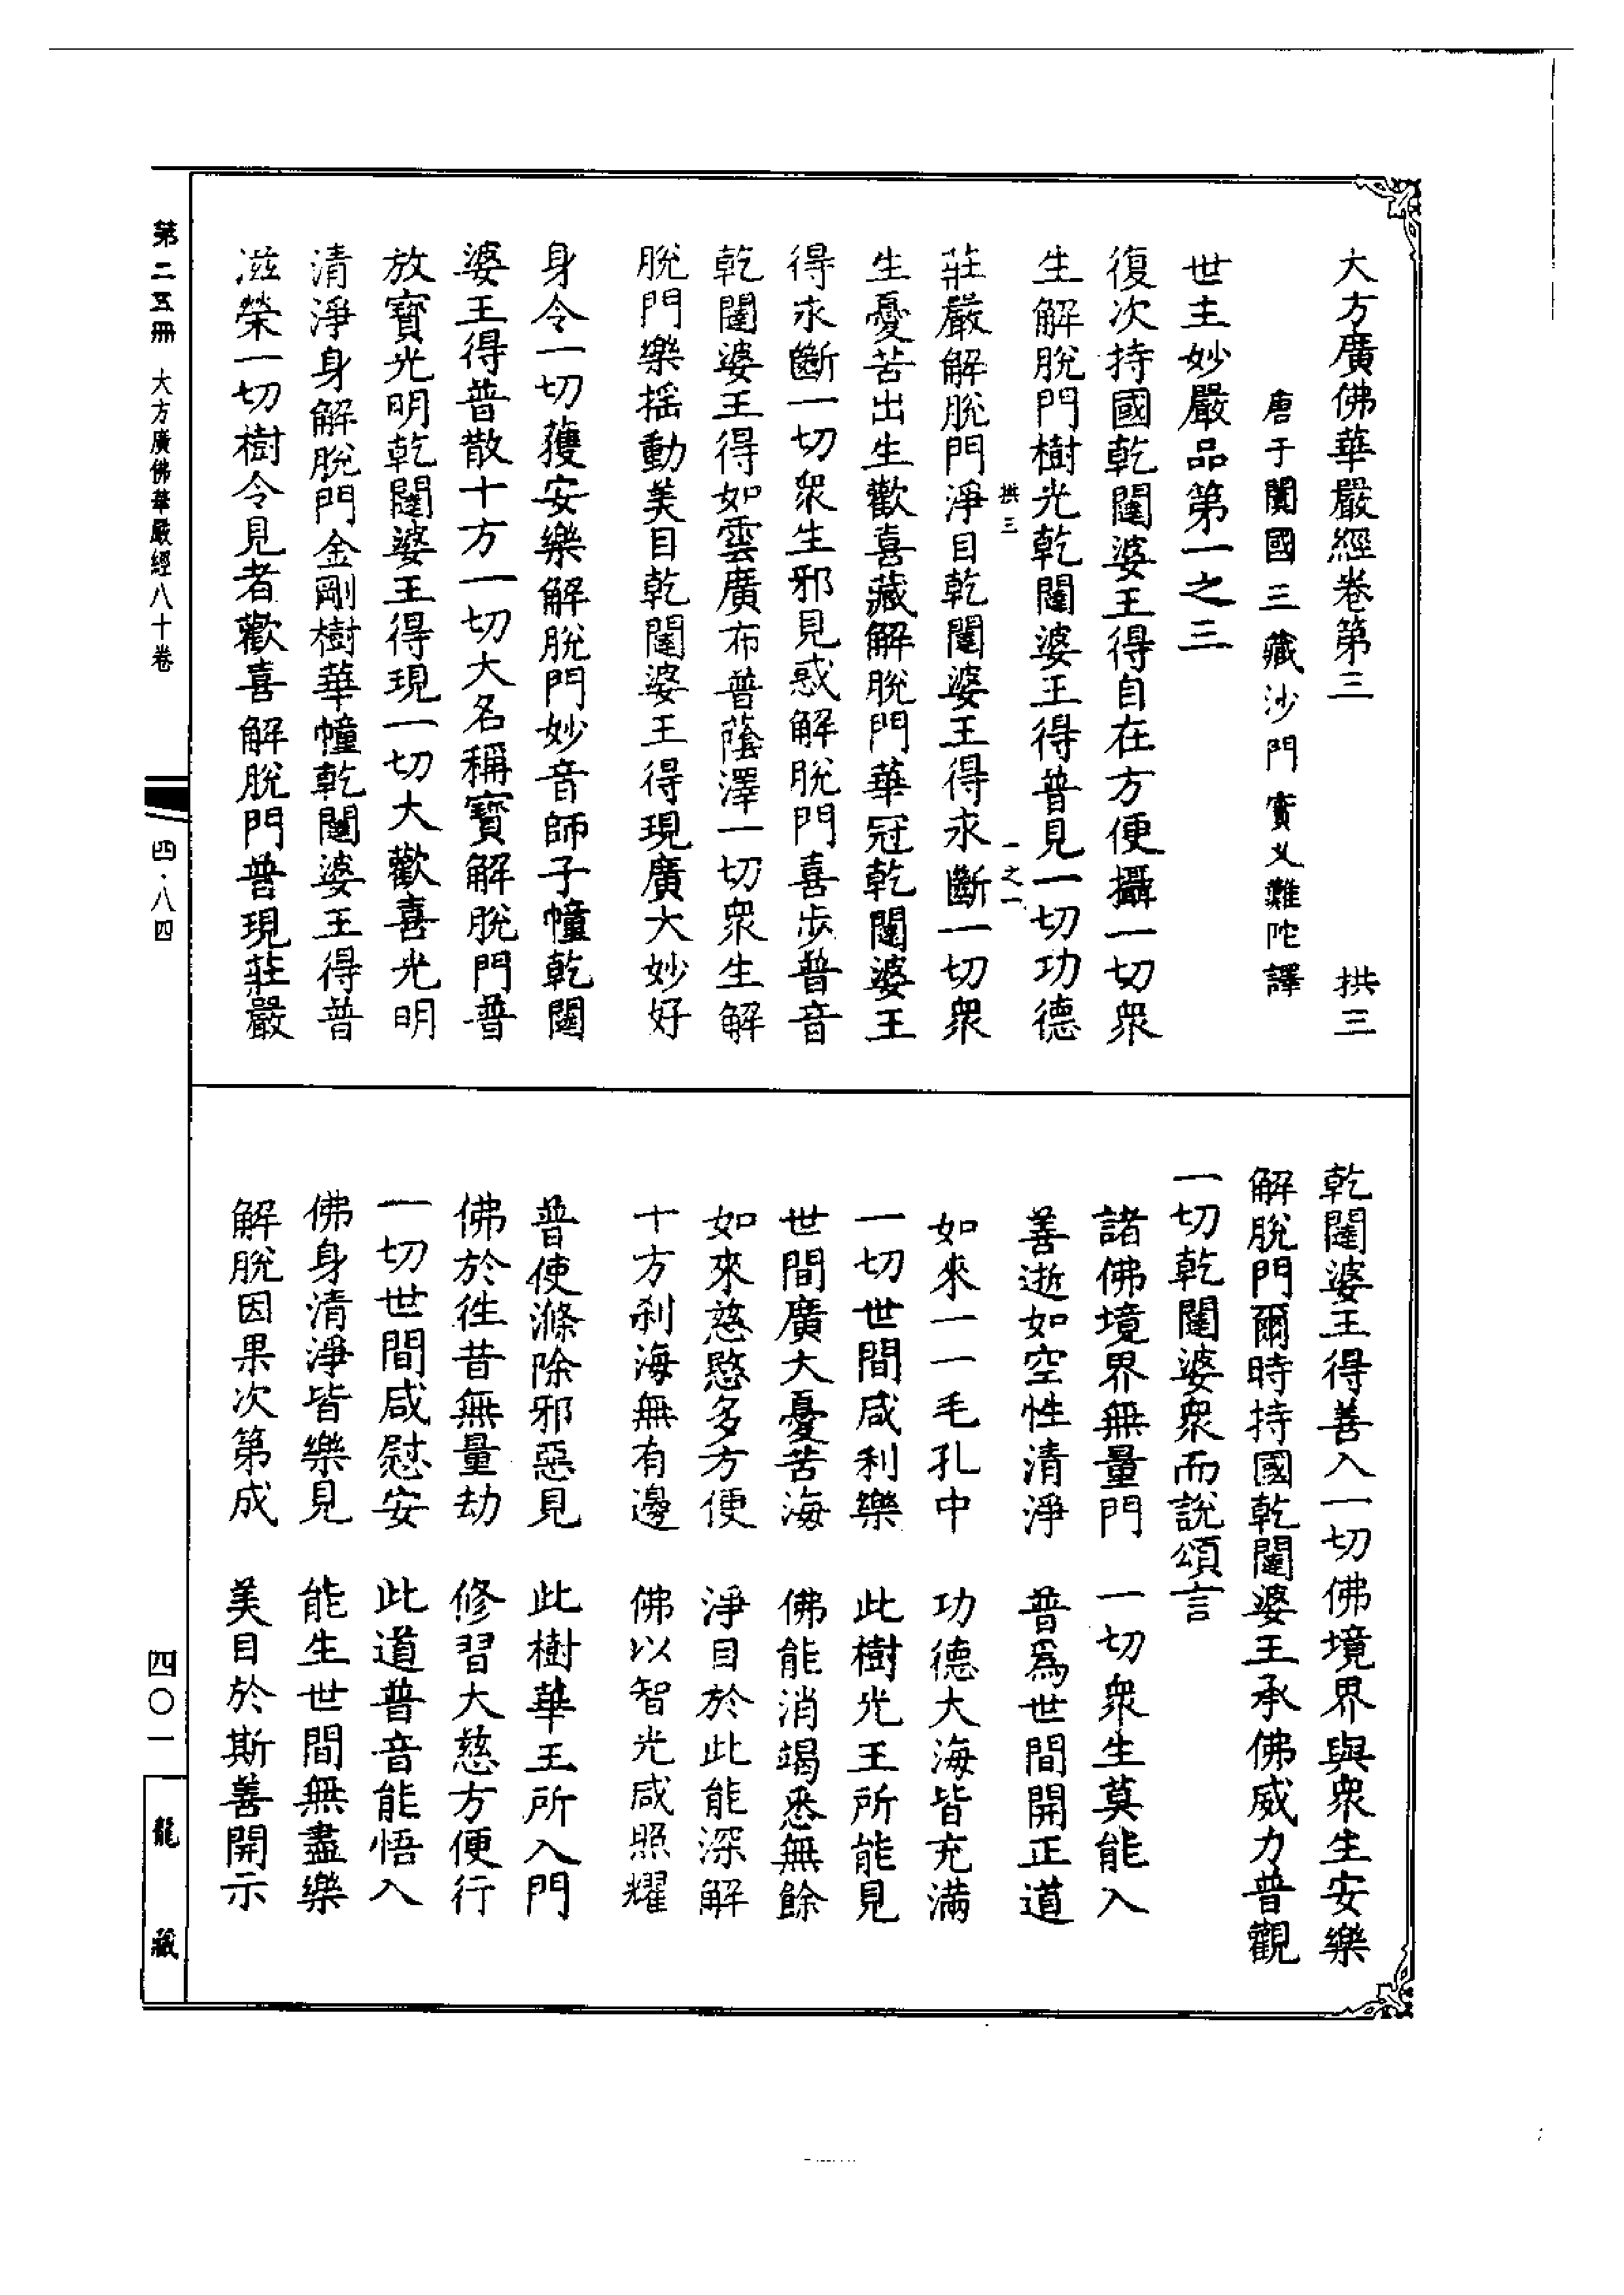 大方廣佛華嚴經卷第三　拱三
唐于闐國三藏沙門實叉難陀譯
世主妙嚴品第一之三
復次持國乾闥婆王得自在方便攝一切衆
生解脫門樹光乾闥婆王得普見一切功德
拱三　一之一
莊嚴解脫門淨目乾闥婆王得永斷一切衆
生憂苦出生歡喜藏解脫門華冠乾闥婆王
得永斷一切衆生邪見惑解脫門喜步普音
乾闥婆王得如雲廣布普蔭澤一切衆生解
脫門樂搖動美目乾闥婆王得現廣大妙好
身令一切獲安樂解脫門妙音師子幢乾闥
婆王得普散十方一切大名稱寶解脫門普
放寶光明乾闥婆王得現一切大歡喜光明
清淨身解脫門金剛樹華幢乾闥婆王得普
滋榮一切樹令見者歡喜解脫門普現莊嚴
乾闥婆王得善入一切佛境界與衆生安樂
解脫門爾時持國乾闥婆王承佛威力普觀
一切乾闥婆衆而說頌言
諸佛境界無量門　一切衆生莫能入
善逝如空性清淨　普爲世間開正道
如來一一毛孔中　功德大海皆充滿
一切世間咸利樂　此樹光王所能見
世間廣大憂苦海　佛能消竭悉無餘
如來慈愍多方便　淨目於此能深解
十方刹海無有邊　佛以智光咸照耀
普使滌除邪惡見　此樹華王所入門
佛於徃昔無量劫　修習大慈方便行
一切世間咸慰安　此道普音能悟入
佛身清淨皆樂見　能生世間無盡樂
解脫因果次第成　美目於斯善開示
第二五冊　大方廣佛華嚴經八十卷　四·八四　四〇一　龍藏